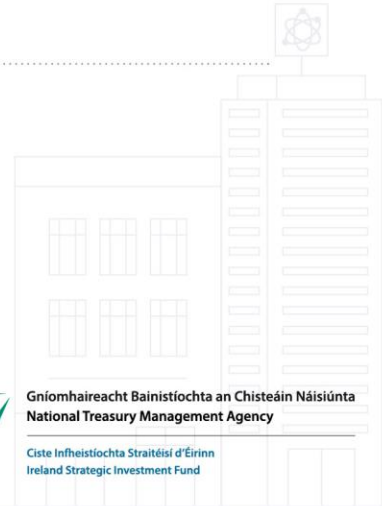 Gníomhaireacht Bainistíochta an Chisteáin Náisiúnta
National Treasury Management Agency
Ciste Infheistíochta Straitéisí d'Éirinn
Ireland Strategic Investment Fund